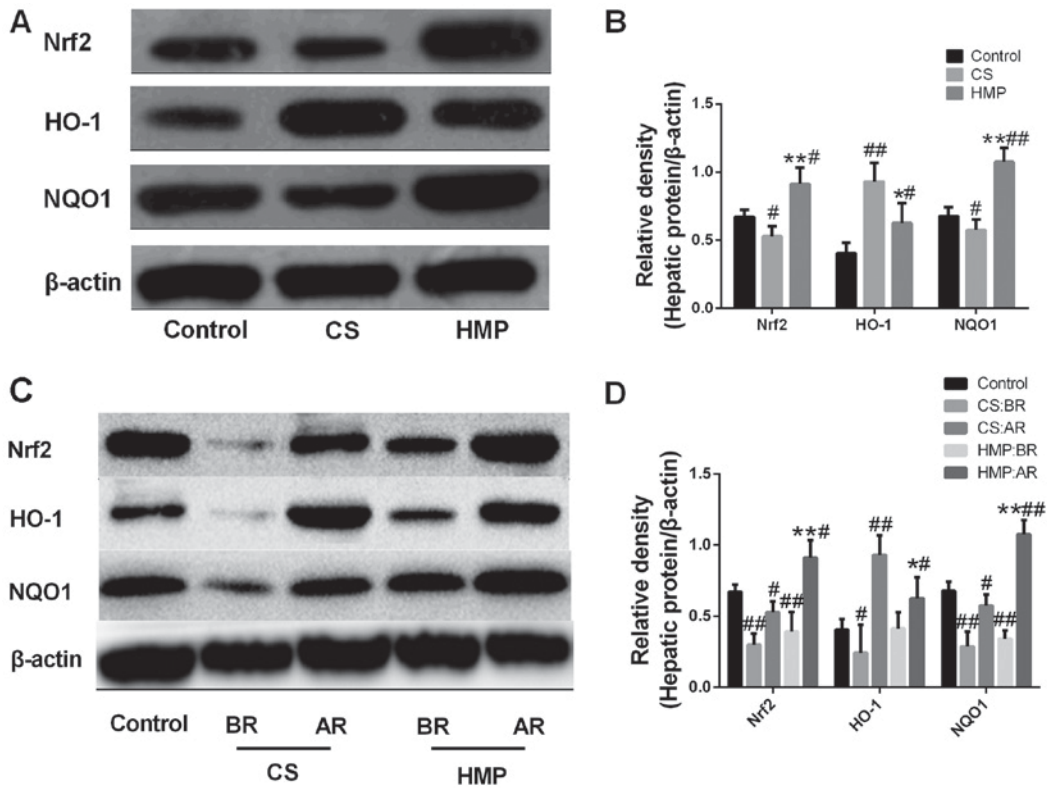 A
Nrf2
HO-1
NQO1
β-actin
Control CS HMP
B
Control
CS
HMP
Relative density
(Hepatic protein/β-actin)
1.5
1.0
0.5
0.0
# **# ## *# # **##
Nrf2 HO-1 NQO1
C
Nrf2
HO-1
NQO1
β-actin
Control BR AR BR AR
CS HMP
D
Control
CS:BR
CS:AR
HMP:BR
HMP:AR
Relative density
(Hepatic protein/β-actin)
1.5
1.0
0.5
0.0
## # ## **# # ## *# ## # ## **##
Nrf2 HO-1 NQO1